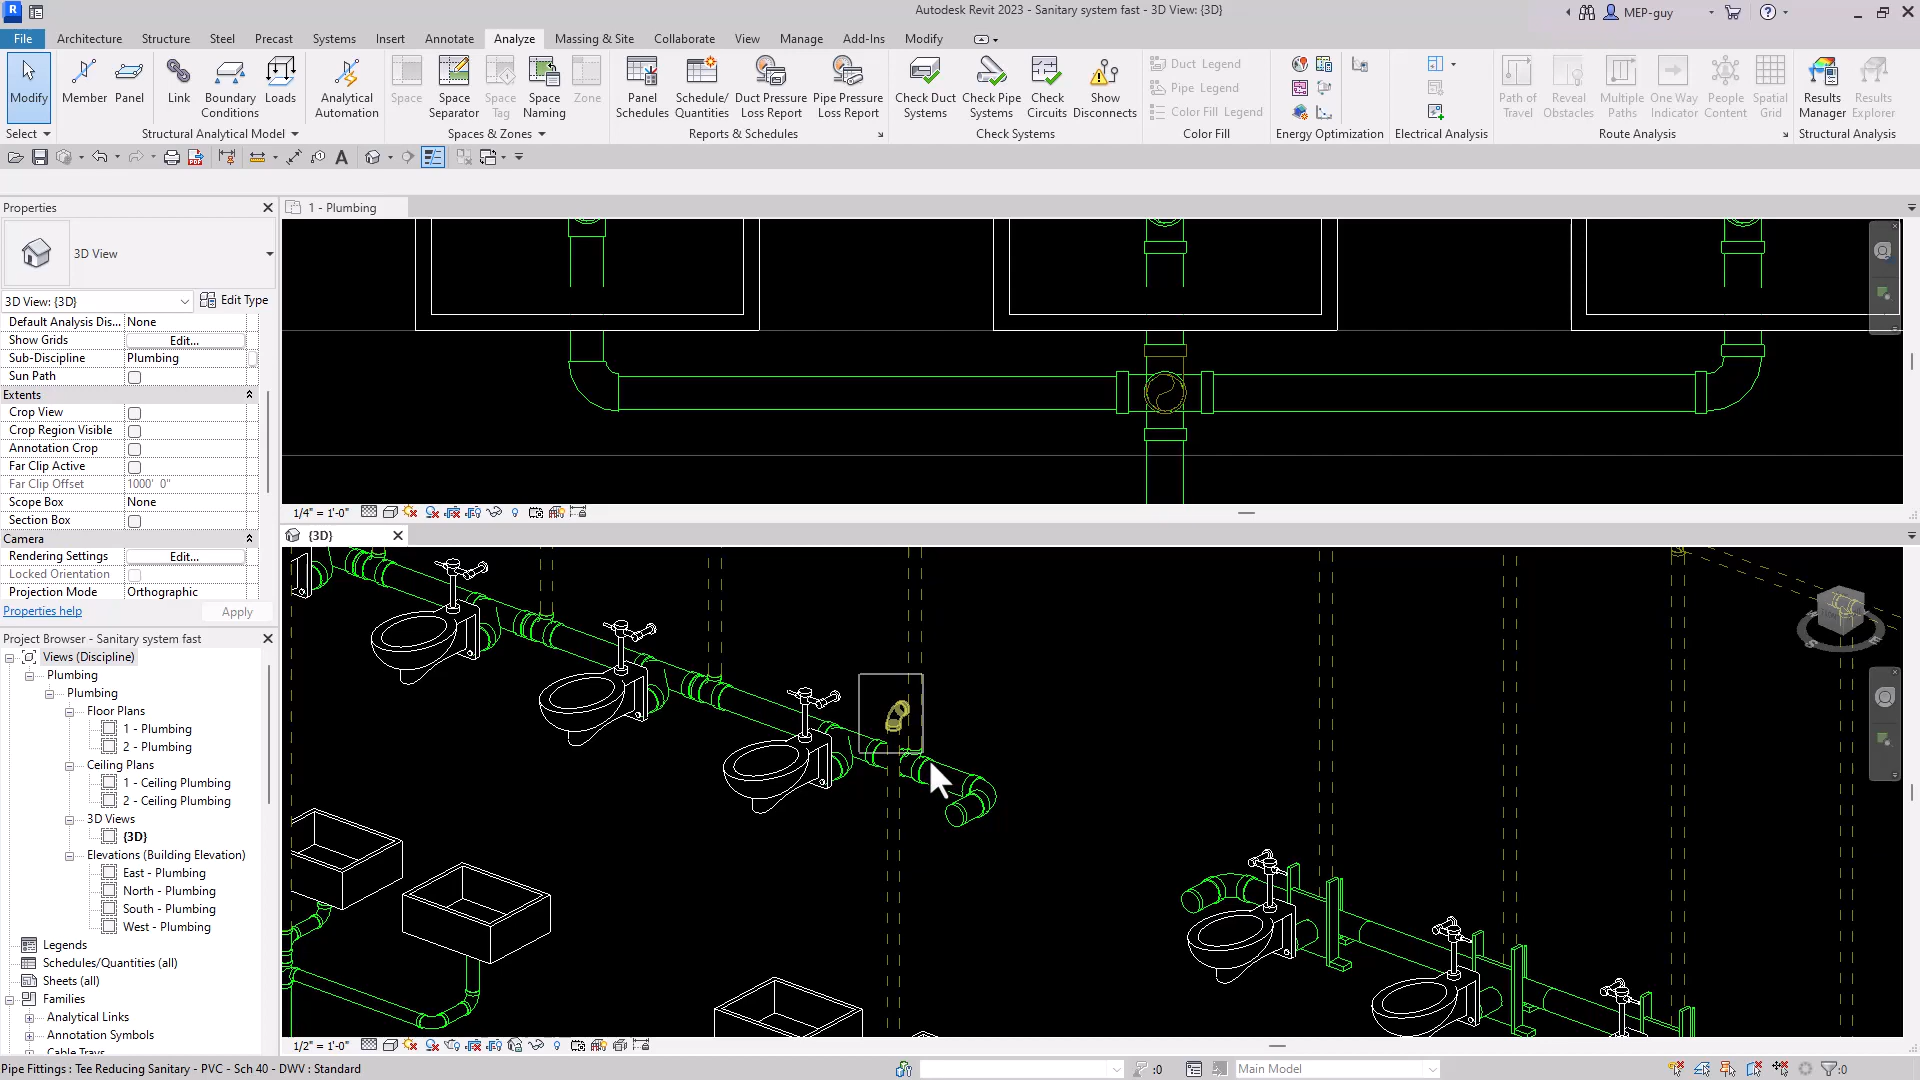 Autodesk Revit 2023 - Sanitary system fast - 3D View: {3D}
MEP-guy
File Architecture Structure Steel Precast Systems Insert Annotate Analyze Massing & Site Collaborate View Manage Add-Ins Modify
Modify Member Panel Link Boundary Conditions Loads Analytical Automation Space Space Separator Space Tag Space Naming Zone Panel Schedules Schedule/ Quantities Duct Pressure Loss Report Pipe Pressure Loss Report Check Duct Systems Check Pipe Systems Check Circuits Show Disconnects
Duct Legend
Pipe Legend
Color Fill Legend
Path of Travel Reveal Obstacles Multiple Paths One Way Indicator People Content Spatial Grid Results Manager Results Explorer
Select Structural Analytical Model Spaces & Zones Reports & Schedules Check Systems Color Fill Energy Optimization Electrical Analysis Route Analysis Structural Analysis
Properties
3D View
3D View: {3D} Edit Type
Default Analysis Dis... None
Show Grids Edit...
Sub-Discipline Plumbing
Sun Path
Extents
Crop View
Crop Region Visible
Annotation Crop
Far Clip Active
Far Clip Offset 1000' 0"
Scope Box None
Section Box
Camera
Rendering Settings Edit...
Locked Orientation
Projection Mode Orthographic
Properties help Apply
Project Browser - Sanitary system fast
Views (Discipline)
Plumbing
Plumbing
Floor Plans
1 - Plumbing
2 - Plumbing
Ceiling Plans
1 - Ceiling Plumbing
2 - Ceiling Plumbing
3D Views
{3D}
Elevations (Building Elevation)
East - Plumbing
North - Plumbing
South - Plumbing
West - Plumbing
Legends
Schedules/Quantities (all)
Sheets (all)
Families
Analytical Links
Annotation Symbols
Cable Trays
1 - Plumbing
1/4" = 1'-0"
{3D}
1/2" = 1'-0"
Pipe Fittings : Tee Reducing Sanitary - PVC - Sch 40 - DWV : Standard
:0
Main Model
:0